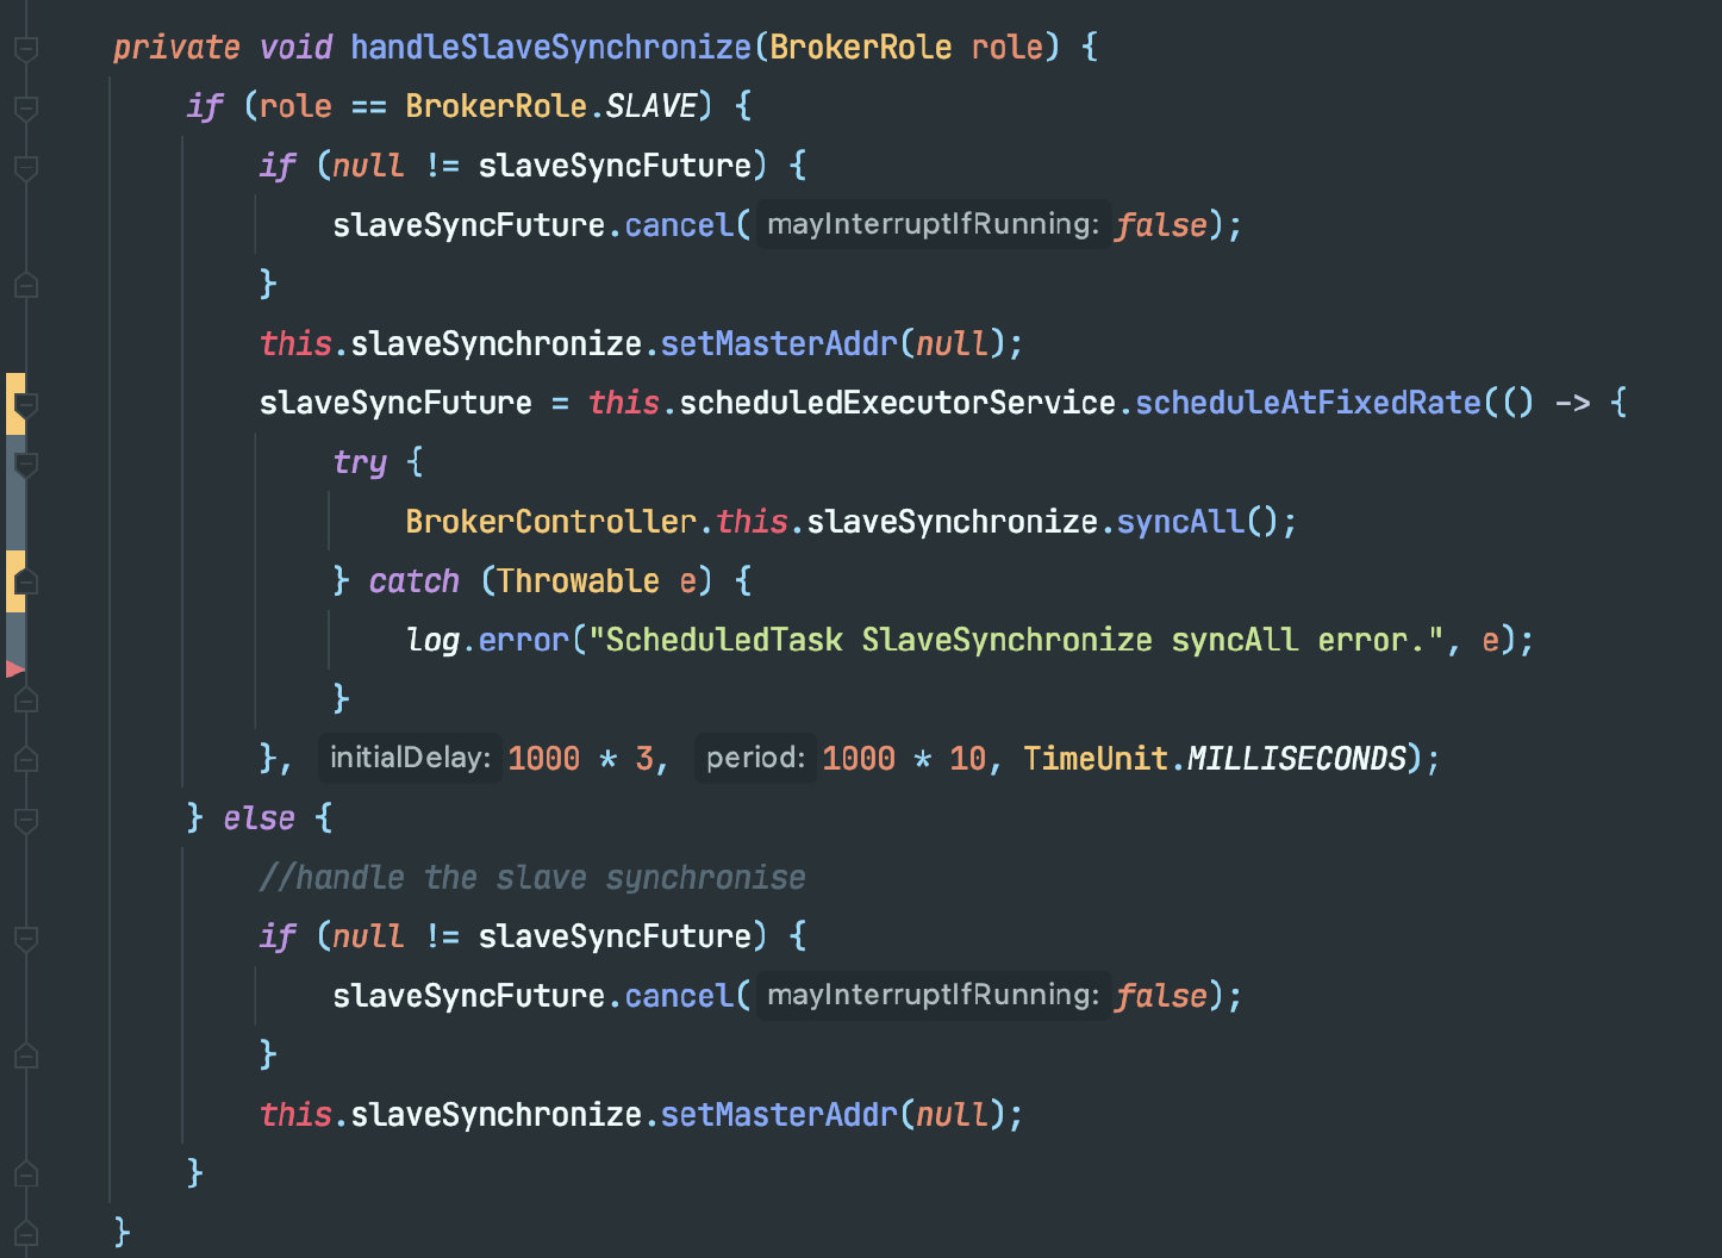 private void handleSlaveSynchronize(BrokerRole role) {
if (role == BrokerRole.SLAVE) {
if (null != slaveSyncFuture) {
slaveSyncFuture.cancel( mayInterruptIfRunning: false);
}
this.slaveSynchronize.setMasterAddr(null);
slaveSyncFuture = this.scheduledExecutorService.scheduleAtFixedRate(() -> {
try {
BrokerController.this.slaveSynchronize.syncAll();
} catch (Throwable e) {
log.error("ScheduledTask SlaveSynchronize syncAll error.", e);
}
}, initialDelay: 1000 * 3, period: 1000 * 10, TimeUnit.MILLISECONDS);
} else {
//handle the slave synchronise
if (null != slaveSyncFuture) {
slaveSyncFuture.cancel( mayInterruptIfRunning: false);
}
this.slaveSynchronize.setMasterAddr(null);
}
}